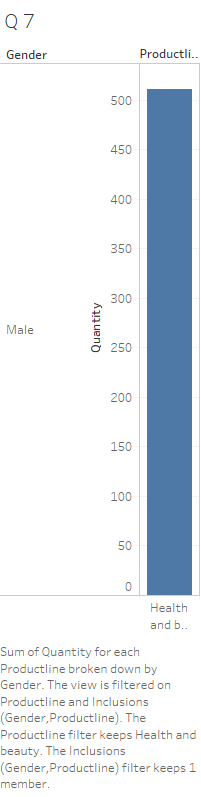 Q 7
Gender
Productli..
500
450
400
350
300
250
200
150
100
50
0
Quantity
Male
Health
and b..
Sum of Quantity for each
Productline broken down by
Gender. The view is filtered on
Productline and Inclusions
(Gender,Productline). The
Productline filter keeps Health and
beauty. The Inclusions
(Gender,Productline) filter keeps 1
member.